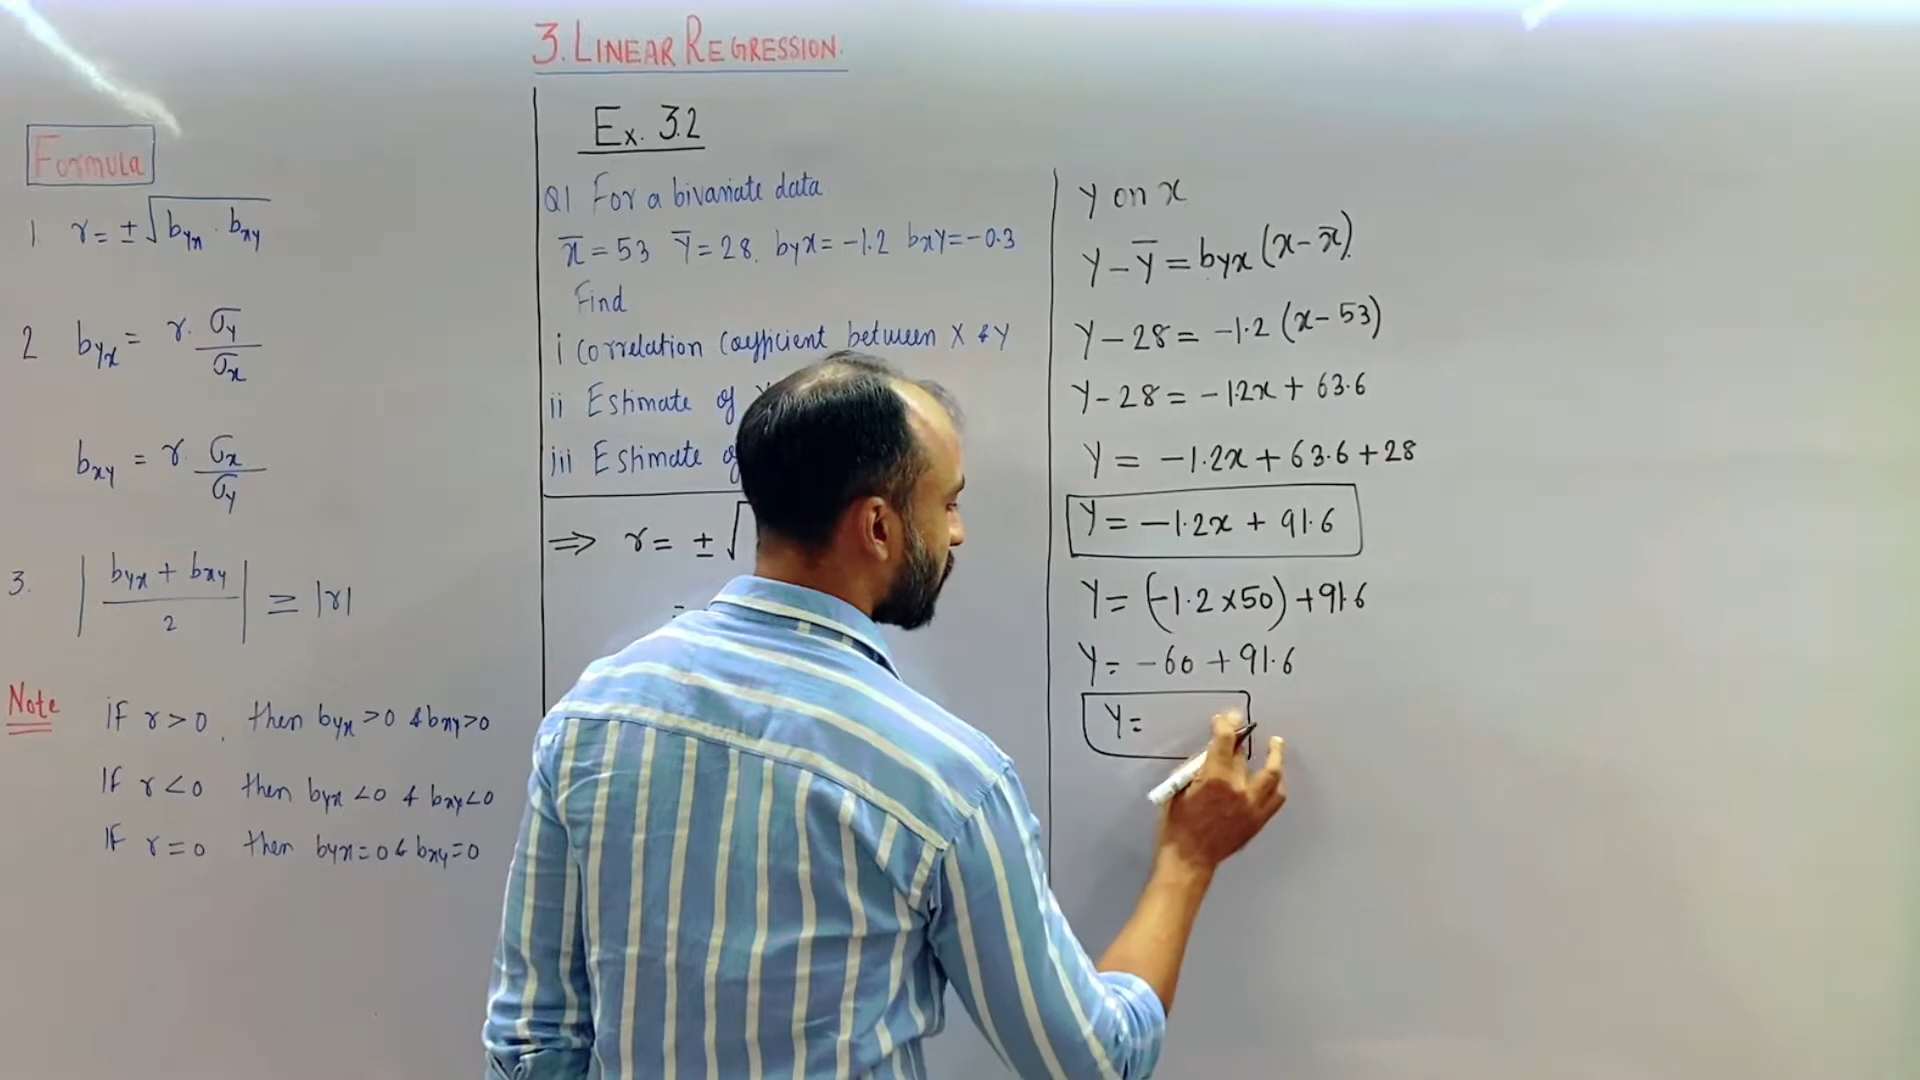 3. LINEAR REGRESSION.
Formula
1. r = ± √(byx . bxy)
2 byx = r. σy/σx
bxy = r. σx/σy
3. | (byx + bxy)/2 | ≥ |r|
Note
If r > 0, then byx > 0 & bxy > 0
If r < 0 then byx < 0 & bxy < 0
If r = 0 then byx = 0 & bxy = 0
Ex. 3.2
Q1 For a bivariate data
x̄ = 53 ȳ = 28, byx = -1.2 bxy = -0.3
Find
i Correlation Coefficient between X & Y
ii Estimate of
iii Estimate
⇒ r = ± √
=
Y on x
Y - Ȳ = byx (x - x̄)
Y - 28 = -1.2 (x - 53)
Y - 28 = -1.2x + 63.6
Y = -1.2x + 63.6 + 28
Y = -1.2x + 91.6
Y = (-1.2 x 50) + 91.6
Y = -60 + 91.6
Y =